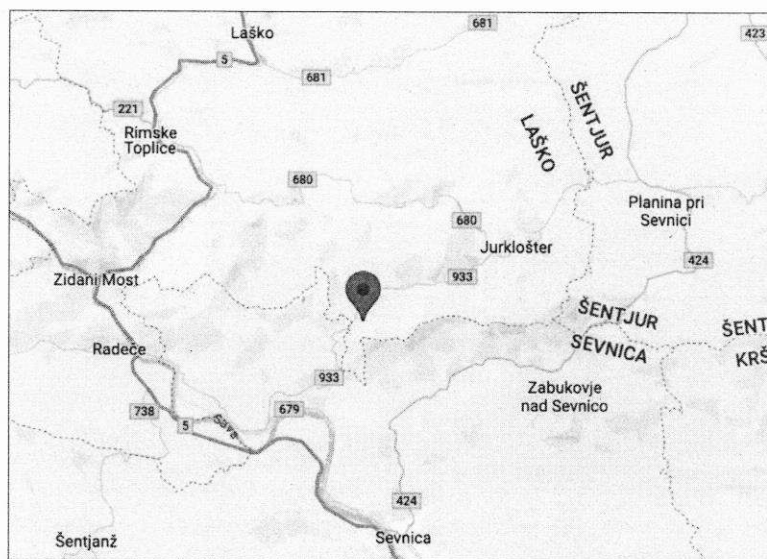 681
423
Laško
5
681
221
ŠENTJUR
LAŠKO
Rimske
Toplice
680
Planina pri
Sevnici
680
Jurklošter
424
933
Zidani Most
ŠENTJUR
ŠENT
SEVNICA
KRŠ
Radeče
933
Zabukovje
nad Sevnico
738
679
5
Sava
424
Šentjanž
Sevnica